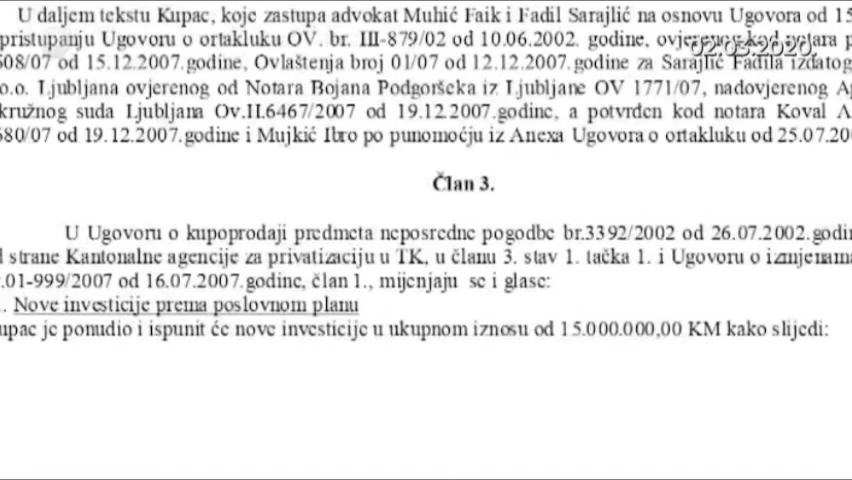 U daljem tekstu Kupac, koje zastupa advokat Muhić Faik i Fadil Sarajlić na osnovu Ugovora od 15
pristupanju Ugovoru o ortakluku OV. br. III-879/02 od 10.06.2002. godine, ovjerenog kod notara p
608/07 od 15.12.2007.godine, Ovlaštenja broj 01/07 od 12.12.2007.godine za Sarajlić Fadila izdatog
o.o. Ljubljana ovjerenog od Notara Bojana Podgoršeka iz Ljubljane OV 1771/07, nadovjerenog Ap
kružnog suda Ljubljana Ov.II.6467/2007 od 19.12.2007.godine, a potvrđen kod notara Koval A
680/07 od 19.12.2007.godine i Mujkić Ibro po punomoćju iz Anexa Ugovora o ortakluku od 25.07.20
02.03.2020
Član 3.
U Ugovoru o kupoprodaji predmeta neposredne pogodbe br.3392/2002 od 26.07.2002.godin
d strane Kantonalne agencije za privatizaciju u TK, u članu 3. stav 1. tačka 1. i Ugovoru o izmjenama
.01-999/2007 od 16.07.2007.godine, član 1., mijenjaju se i glase:
. Nove investicije prema poslovnom planu
upac je ponudio i ispunit će nove investicije u ukupnom iznosu od 15.000.000,00 KM kako slijedi: